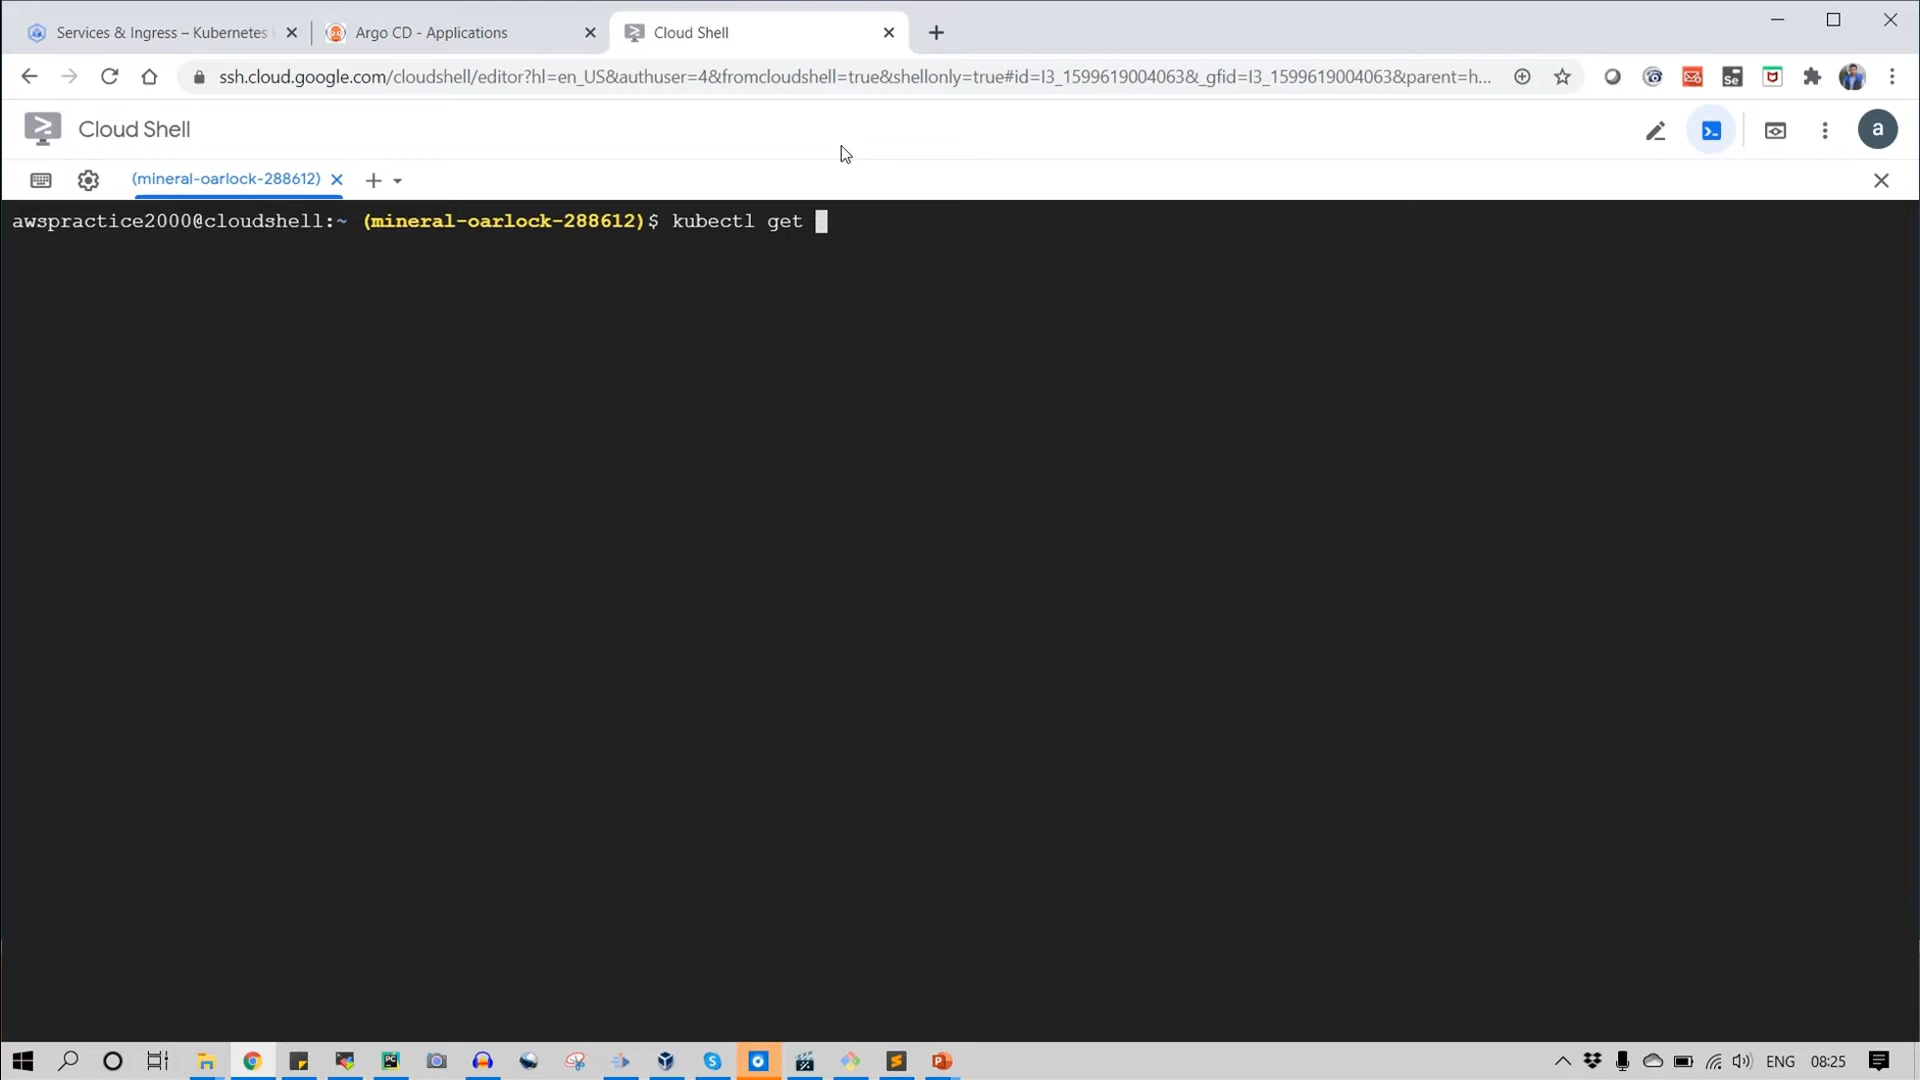 Services & Ingress – Kubernetes
Argo CD - Applications
Cloud Shell
ssh.cloud.google.com/cloudshell/editor?hl=en_US&authuser=4&fromcloudshell=true&shellonly=true#id=I3_1599619004063&_gfid=I3_1599619004063&parent=h...
Se
Cloud Shell
a
(mineral-oarlock-288612)
awspractice2000@cloudshell:~ (mineral-oarlock-288612)$ kubectl get
PC
ENG
08:25